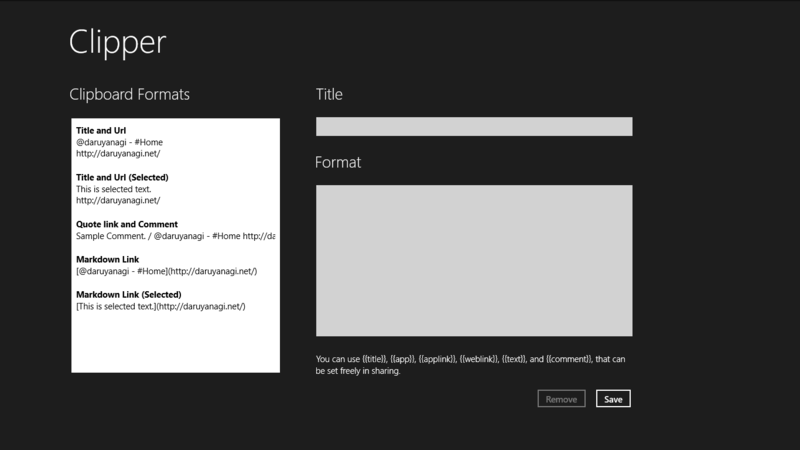 Clipper
Clipboard Formats
Title and Url
@daruyanagi - #Home
http://daruyanagi.net/
Title and Url (Selected)
This is selected text.
http://daruyanagi.net/
Quote link and Comment
Sample Comment. / @daruyanagi - #Home http://da
Markdown Link
[@daruyanagi - #Home](http://daruyanagi.net/)
Markdown Link (Selected)
[This is selected text.](http://daruyanagi.net/)
Title
Format
You can use {{title}}, {{app}}, {{applink}}, {{weblink}}, {{text}}, and {{comment}}, that can
be set freely in sharing.
Remove
Save